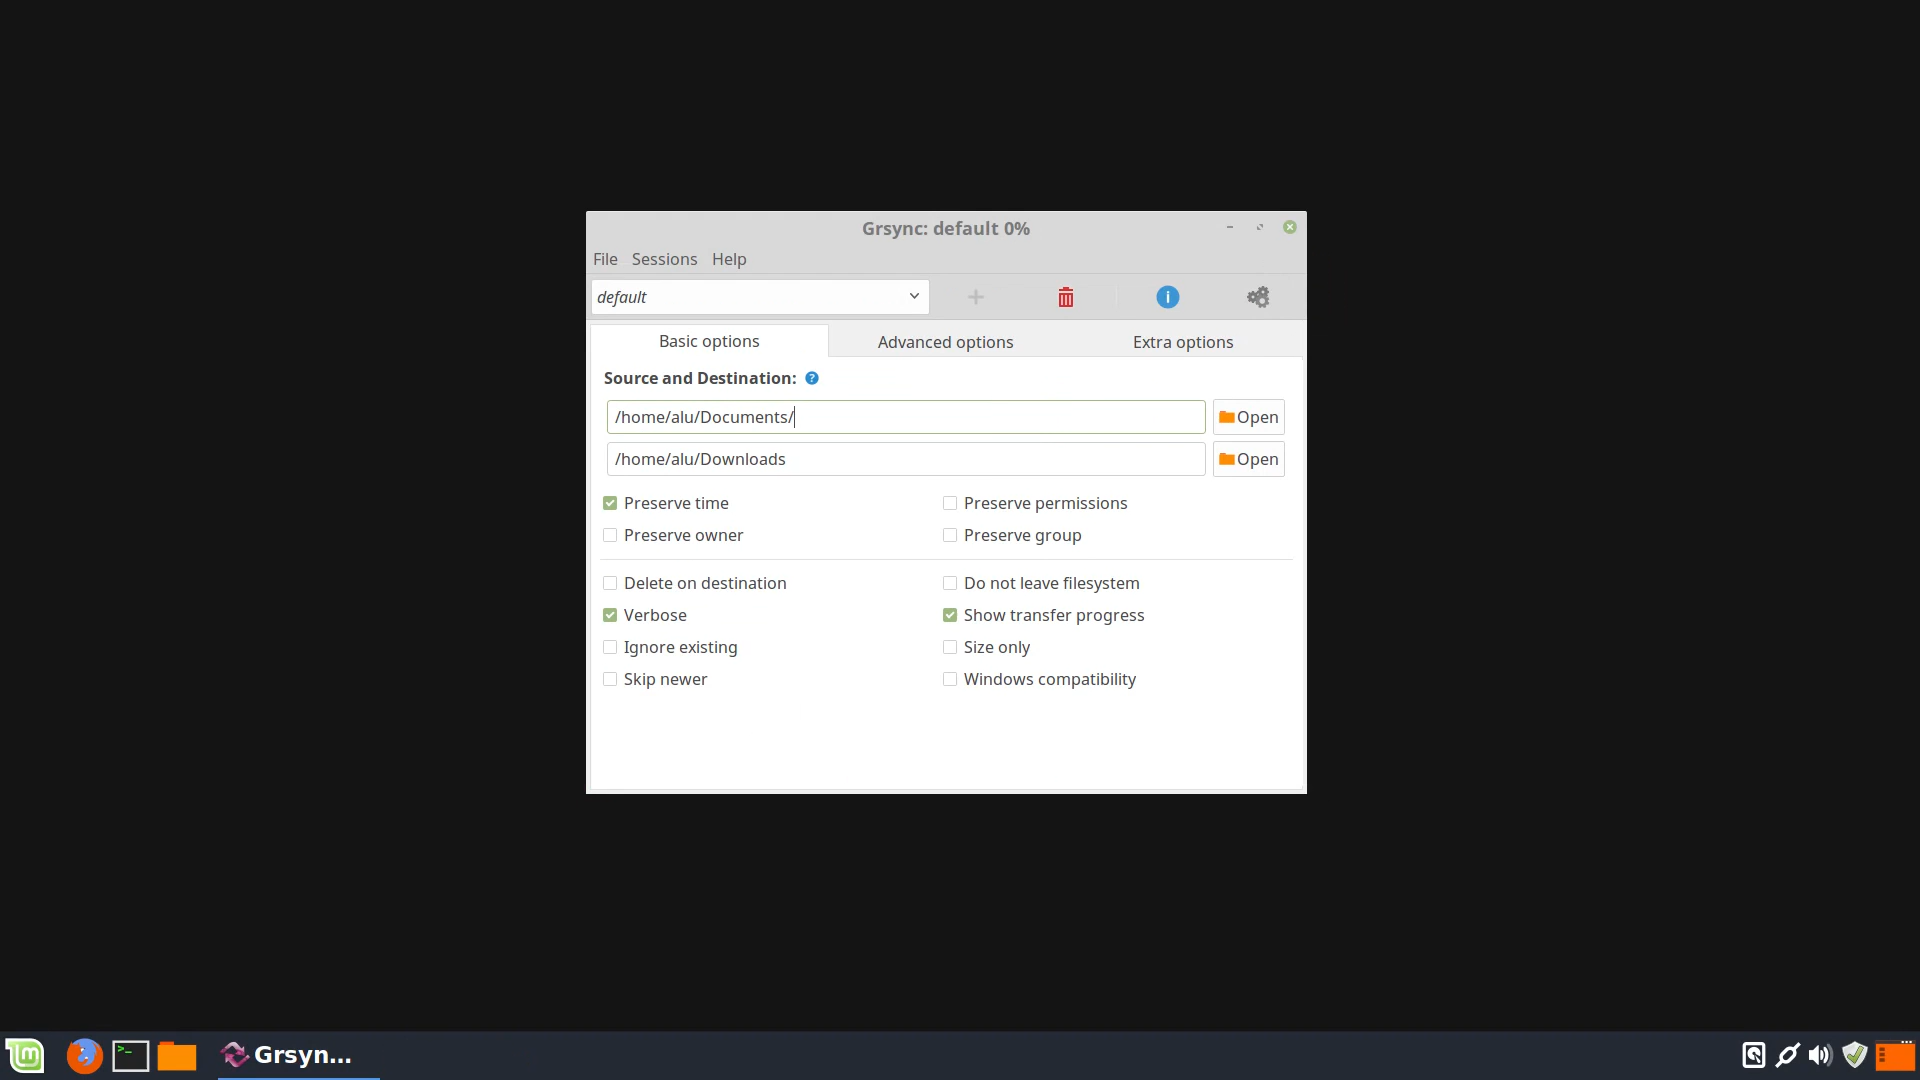 Grsync: default 0%
File Sessions Help
default
Basic options Advanced options Extra options
Source and Destination:
/home/alu/Documents/ Open
/home/alu/Downloads Open
Preserve time Preserve permissions
Preserve owner Preserve group
Delete on destination Do not leave filesystem
Verbose Show transfer progress
Ignore existing Size only
Skip newer Windows compatibility
Grsyn...